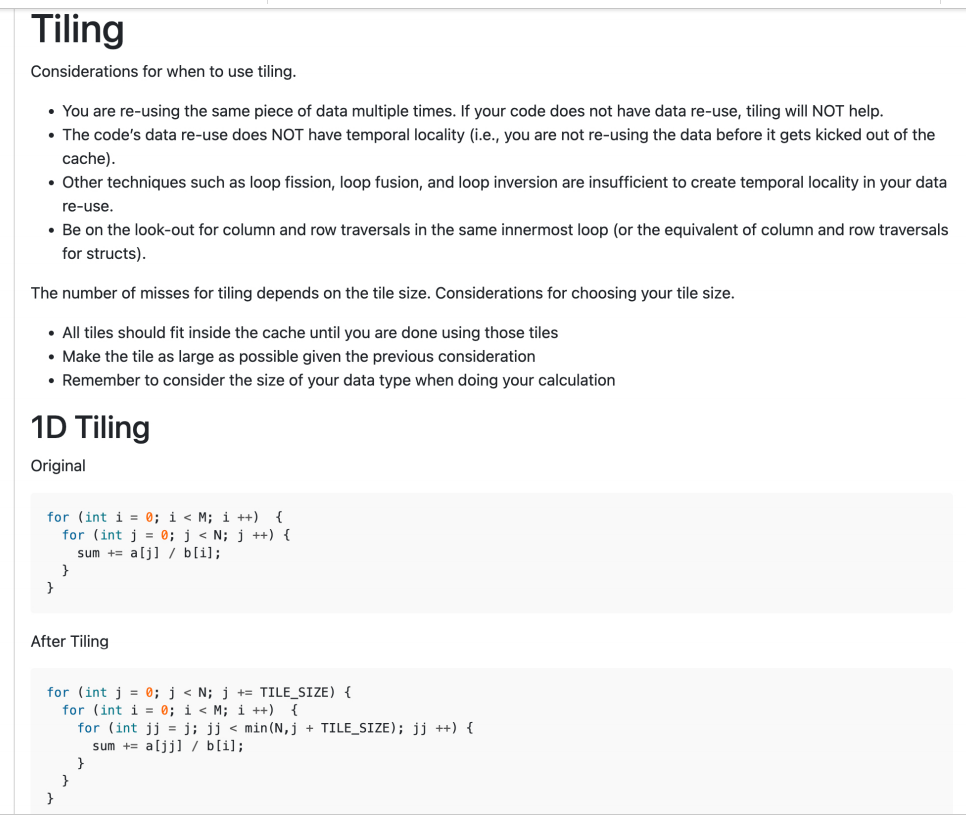 Tiling
Considerations for when to use tiling.
• You are re-using the same piece of data multiple times. If your code does not have data re-use, tiling will NOT help.
• The code's data re-use does NOT have temporal locality (i.e., you are not re-using the data before it gets kicked out of the
cache).
• Other techniques such as loop fission, loop fusion, and loop inversion are insufficient to create temporal locality in your data
re-use.
• Be on the look-out for column and row traversals in the same innermost loop (or the equivalent of column and row traversals
for structs).
The number of misses for tiling depends on the tile size. Considerations for choosing your tile size.
• All tiles should fit inside the cache until you are done using those tiles
• Make the tile as large as possible given the previous consideration
• Remember to consider the size of your data type when doing your calculation
1D Tiling
Original
for (int i = 0; i < M; i ++)  {
  for (int j = 0; j < N; j ++) {
    sum += a[j] / b[i];
  }
}
After Tiling
for (int j = 0; j < N; j += TILE_SIZE) {
  for (int i = 0; i < M; i ++)  {
    for (int jj = j; jj < min(N,j + TILE_SIZE); jj ++) {
      sum += a[jj] / b[i];
    }
  }
}